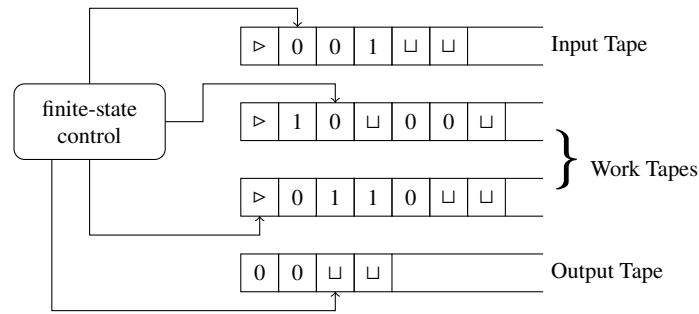 ▷ 0 0 1 ⊔ ⊔ Input Tape
finite-state
control
▷ 1 0 ⊔ 0 0 ⊔
} Work Tapes
▷ 0 1 1 0 ⊔ ⊔
0 0 ⊔ ⊔ Output Tape